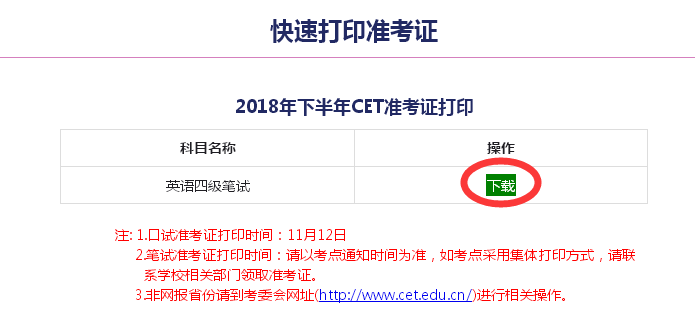 快速打印准考证
2018年下半年CET准考证打印
科目名称 操作
英语四级笔试 下载
注: 1.口试准考证打印时间：11月12日
2.笔试准考证打印时间：请以考点通知时间为准，如考点采用集体打印方式，请联
系学校相关部门领取准考证。
3.非网报省份请到考委会网址(http://www.cet.edu.cn/)进行相关操作。